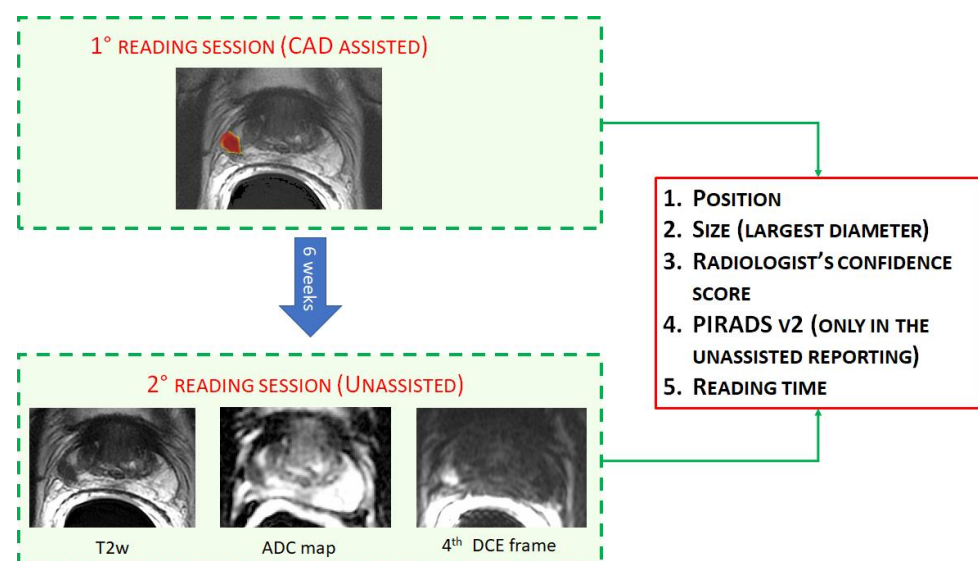 1° READING SESSION (CAD ASSISTED)
6 weeks
2° READING SESSION (UNASSISTED)
T2w
ADC map
4th DCE frame
1. POSITION
2. SIZE (LARGEST DIAMETER)
3. RADIOLOGIST'S CONFIDENCE
SCORE
4. PIRADS V2 (ONLY IN THE
UNASSISTED REPORTING)
5. READING TIME